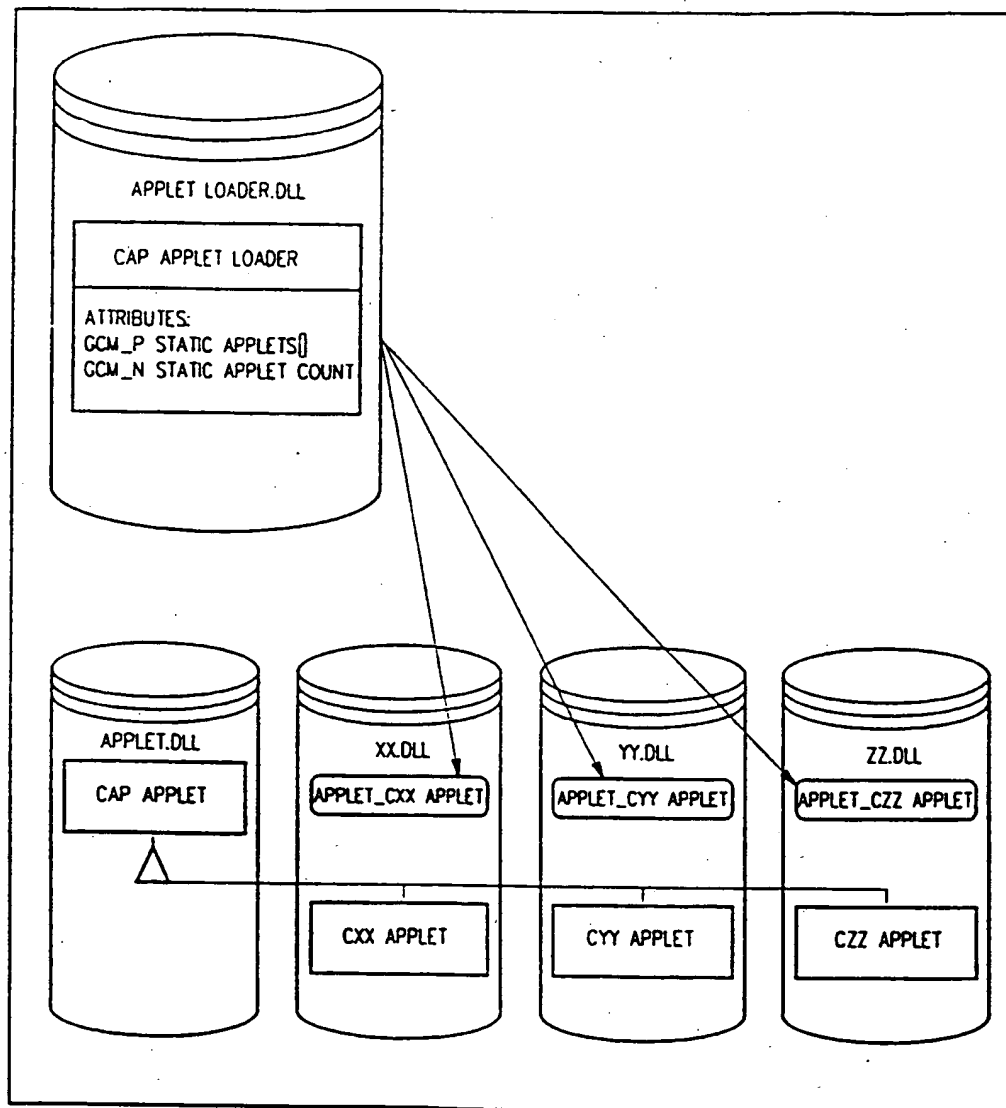 APPLET LOADER.DLL
CAP APPLET LOADER
ATTRIBUTES:
GCM_P STATIC APPLETS[]
GCM_N STATIC APPLET COUNT
APPLET.DLL
CAP APPLET
XX.DLL
APPLET_CXX APPLET
CXX APPLET
YY.DLL
APPLET_CYY APPLET
CYY APPLET
ZZ.DLL
APPLET_CZZ APPLET
CZZ APPLET